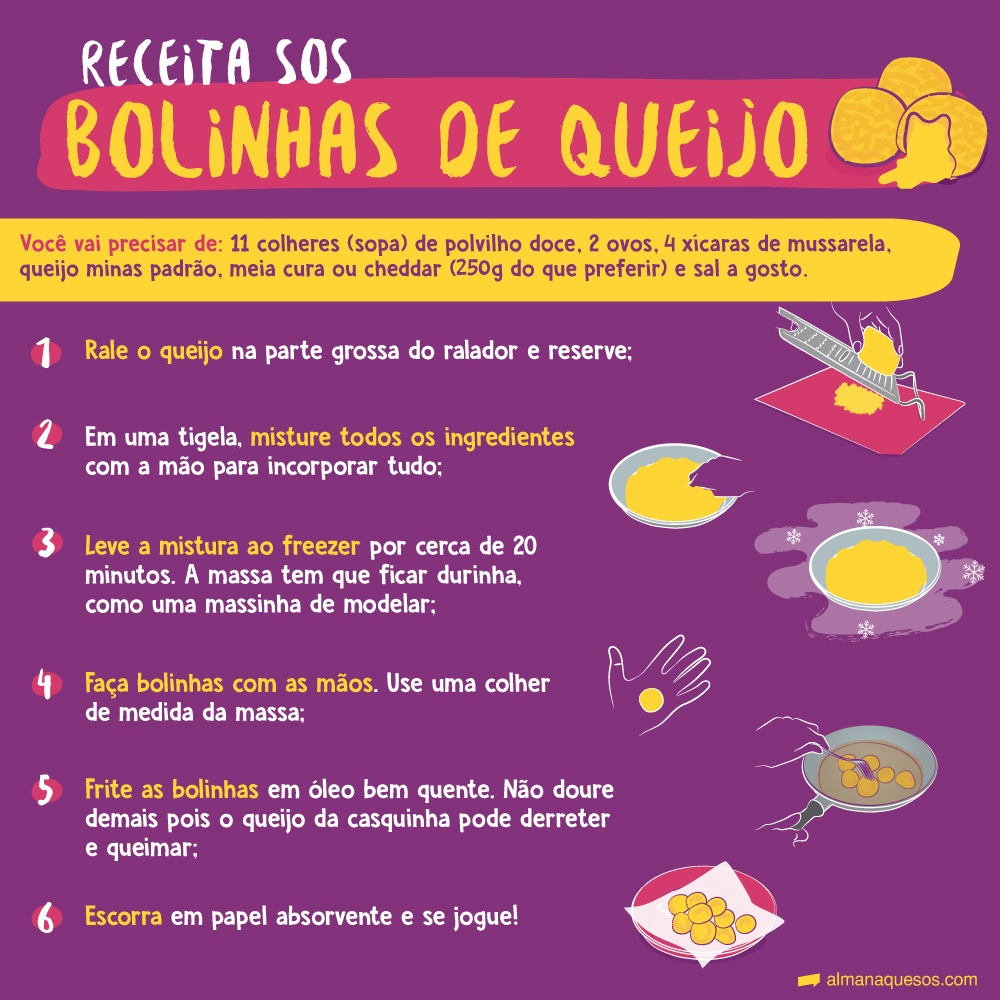 RECEITA SOS
BOLINHAS DE QUEIJO
Você vai precisar de: 11 colheres (sopa) de polvilho doce, 2 ovos, 4 xícaras de mussarela,
queijo minas padrão, meia cura ou cheddar (250g do que preferir) e sal a gosto.
1 Rale o queijo na parte grossa do ralador e reserve;
2 Em uma tigela, misture todos os ingredientes
com a mão para incorporar tudo;
3 Leve a mistura ao freezer por cerca de 20
minutos. A massa tem que ficar durinha,
como uma massinha de modelar;
4 Faça bolinhas com as mãos. Use uma colher
de medida da massa;
5 Frite as bolinhas em óleo bem quente. Não doure
demais pois o queijo da casquinha pode derreter
e queimar;
6 Escorra em papel absorvente e se jogue!
almanaquesos.com